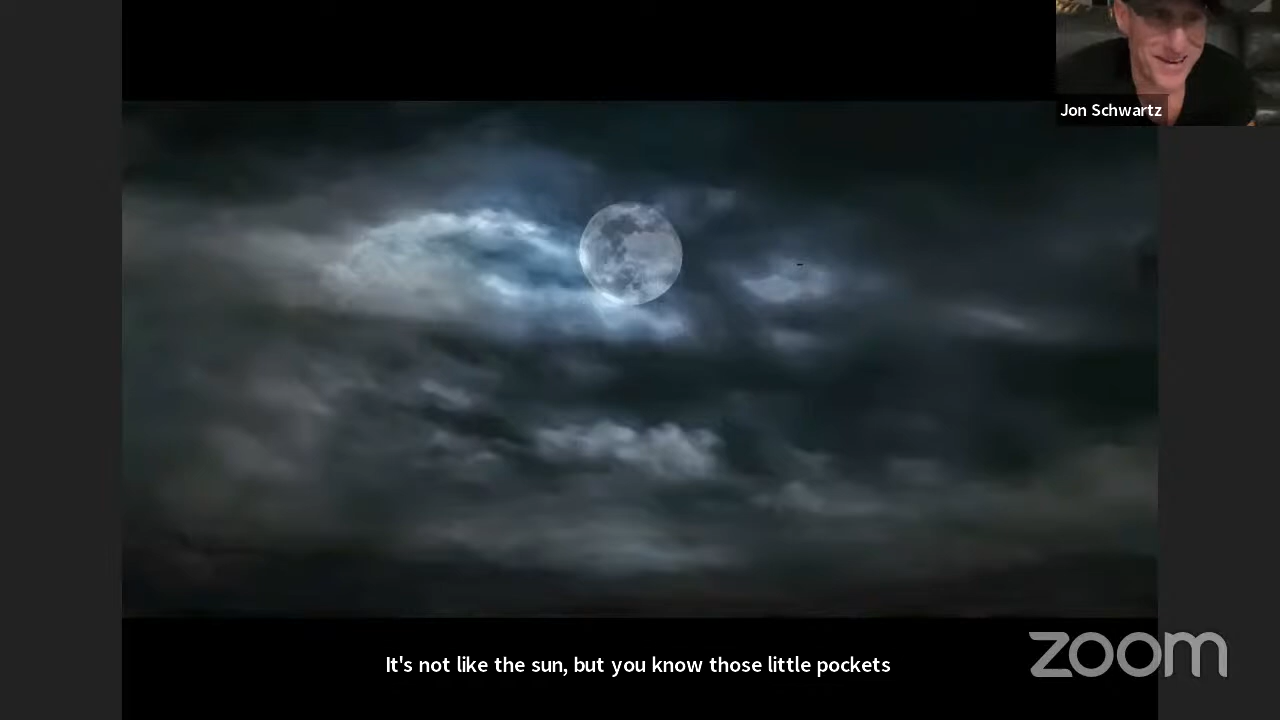 Jon Schwartz
It's not like the sun, but you know those little pockets
zoom